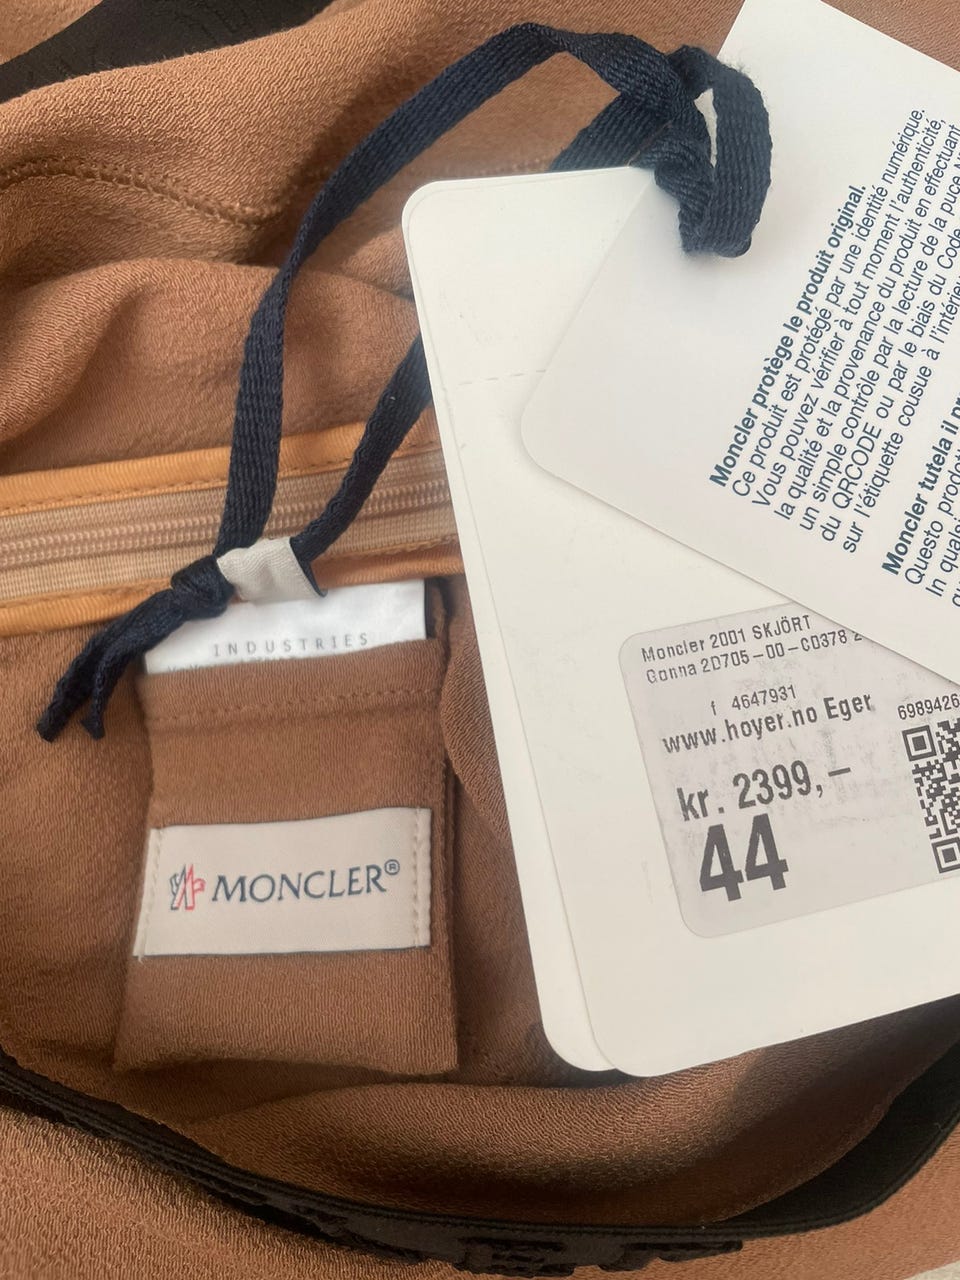 Moncler protège le produit original.
Ce produit est protégé par une identité numérique.
Vous pouvez vérifier à tout moment l'authenticité,
la qualité et la provenance du produit en effectuant
un simple contrôle par la lecture de la puce
du QRCODE ou par le biais du Code
sur l'étiquette cousue à l'intérieur
Moncler tutela il
Questo
In
INDUSTRIES
Moncler 2001 SKJÖRT
Gonna 2D705-00-C0378
f 4647931
www.hoyer.no Eger
6989426
kr. 2399,-
44
MONCLER®